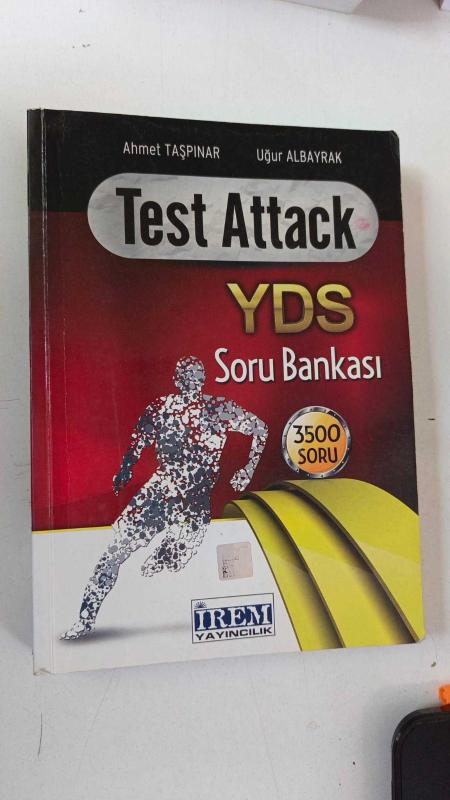 Ahmet TAŞPINAR Uğur ALBAYRAK
Test Attack
YDS
Soru Bankası
3500
SORU
İREM
YAYINCILIK